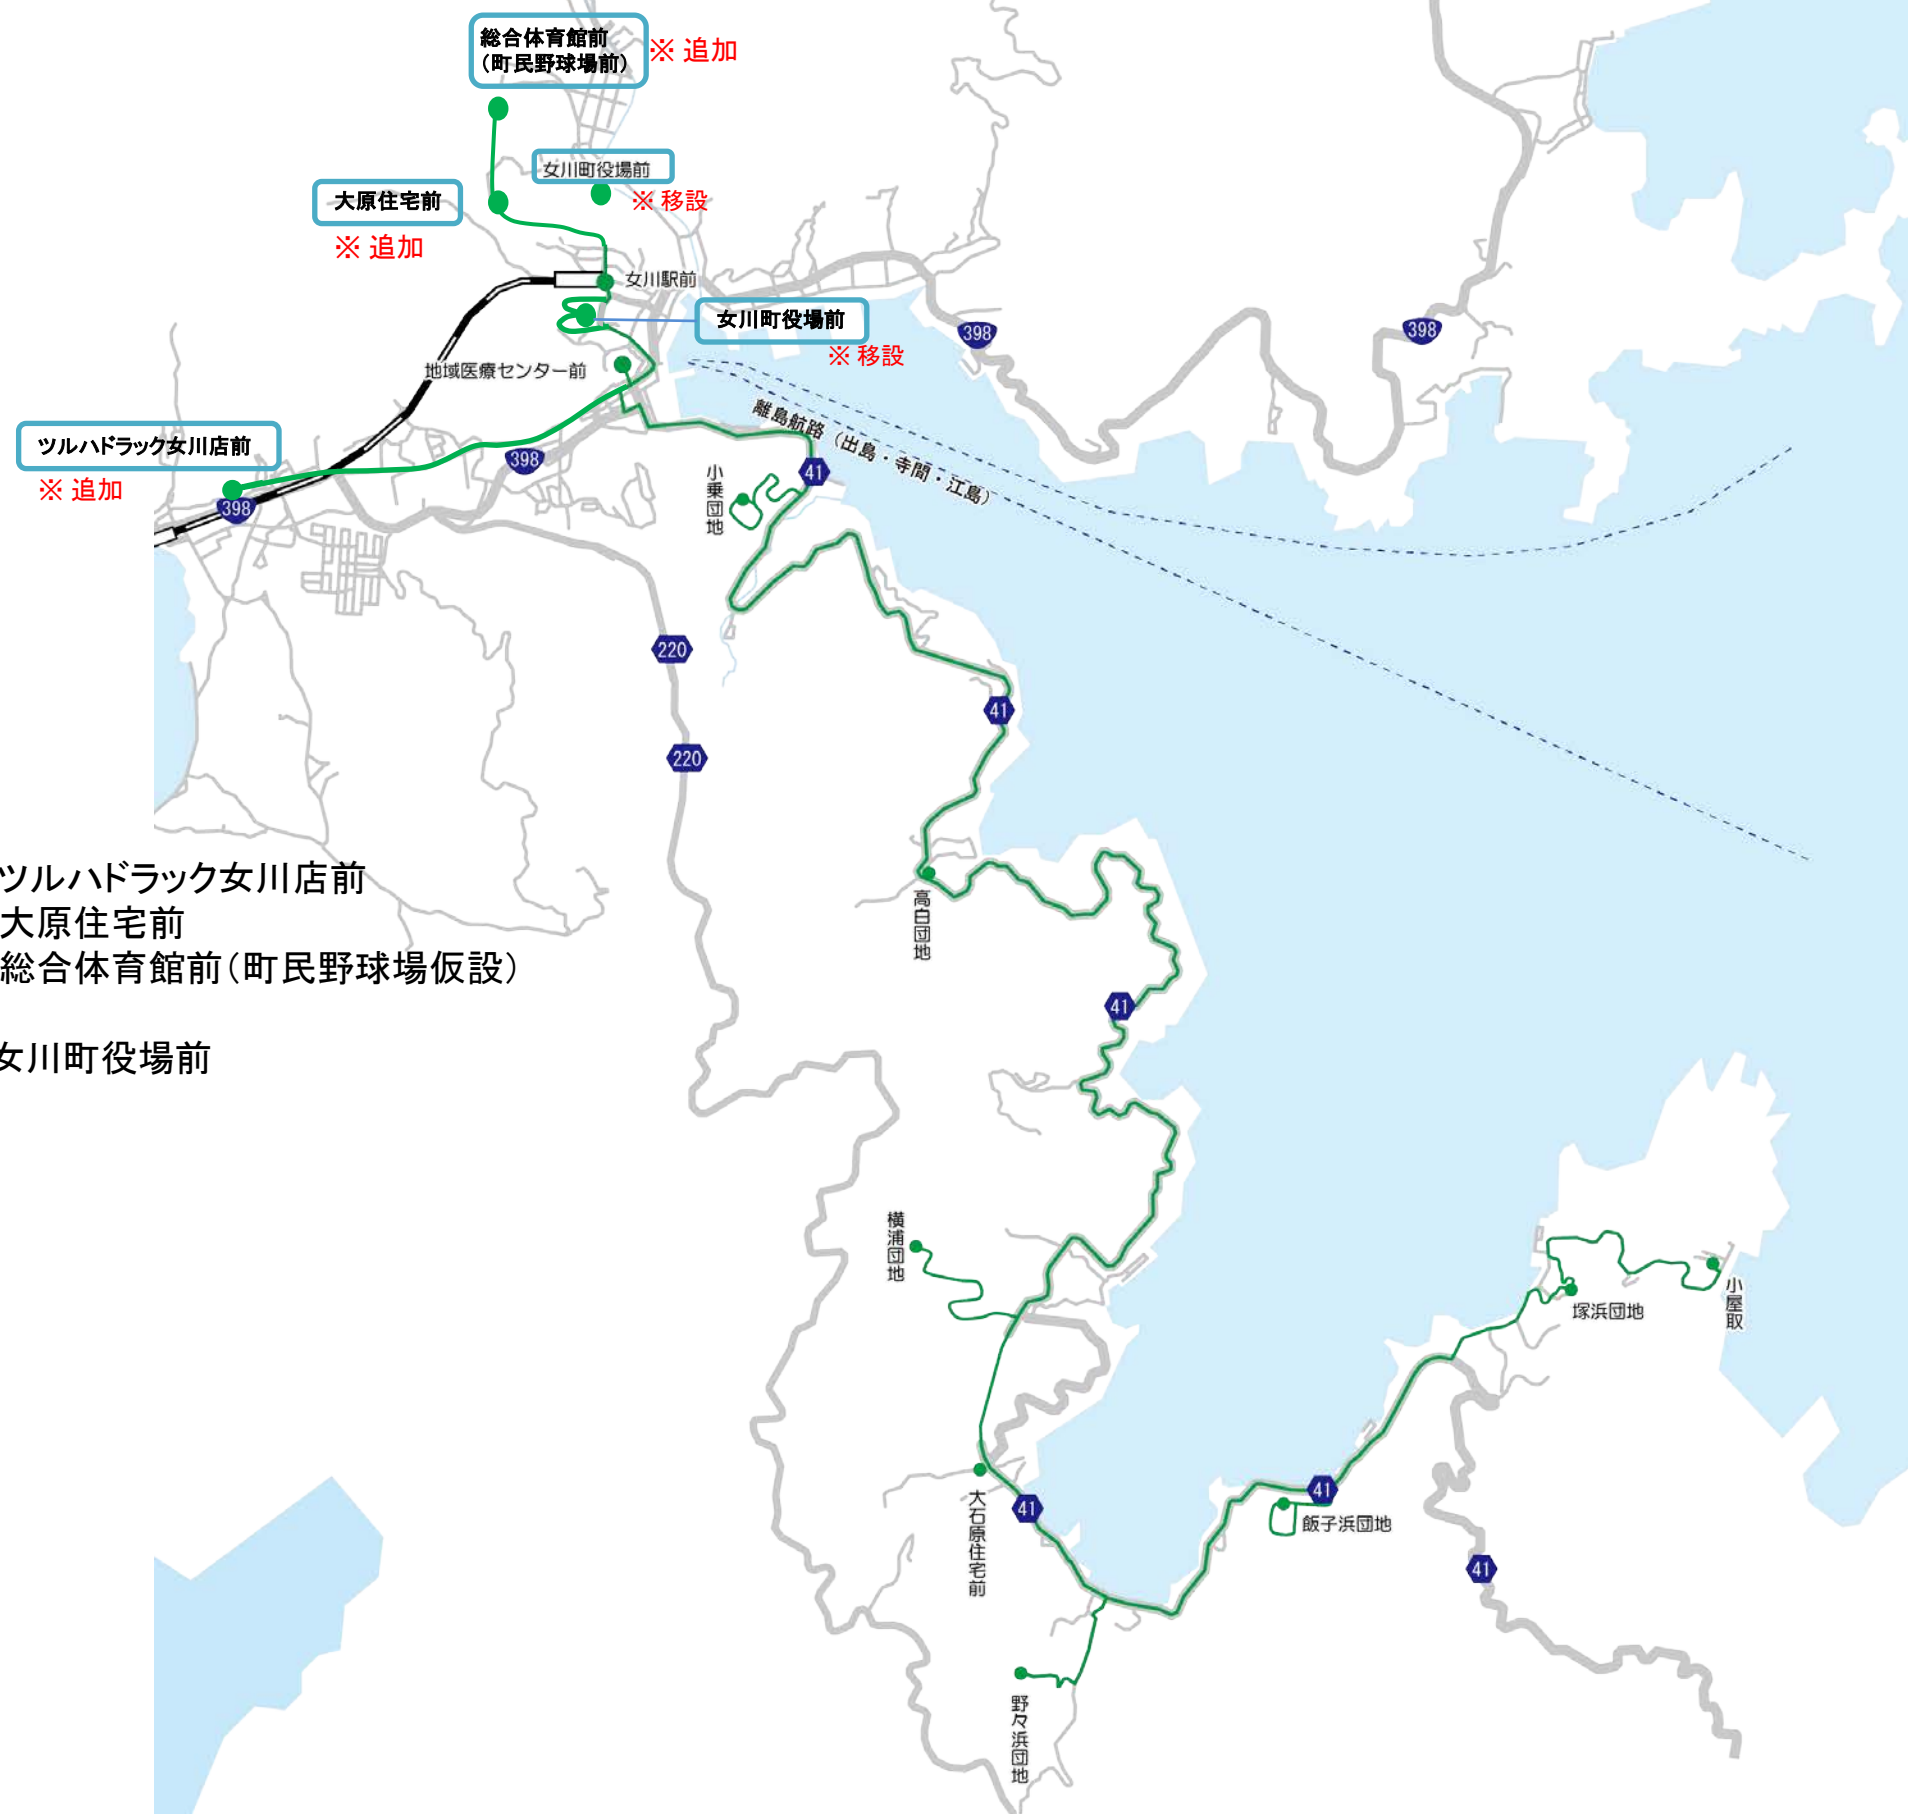 総合体育館前
（町民野球場前）
※ 追加
女川町役場前
※ 移設
大原住宅前
※ 追加
女川駅前
女川町役場前
※ 移設
398
398
地域医療センター前
離島航路（出島・寺間・江島）
ツルハドラック女川店前
※ 追加
398
398
41
小乗団地
220
41
220
ツルハドラック女川店前
大原住宅前
総合体育館前（町民野球場仮設）
女川町役場前
高白団地
41
横浦団地
塚浜団地
小屋取
大石原住宅前
41
41
飯子浜団地
41
野々浜団地